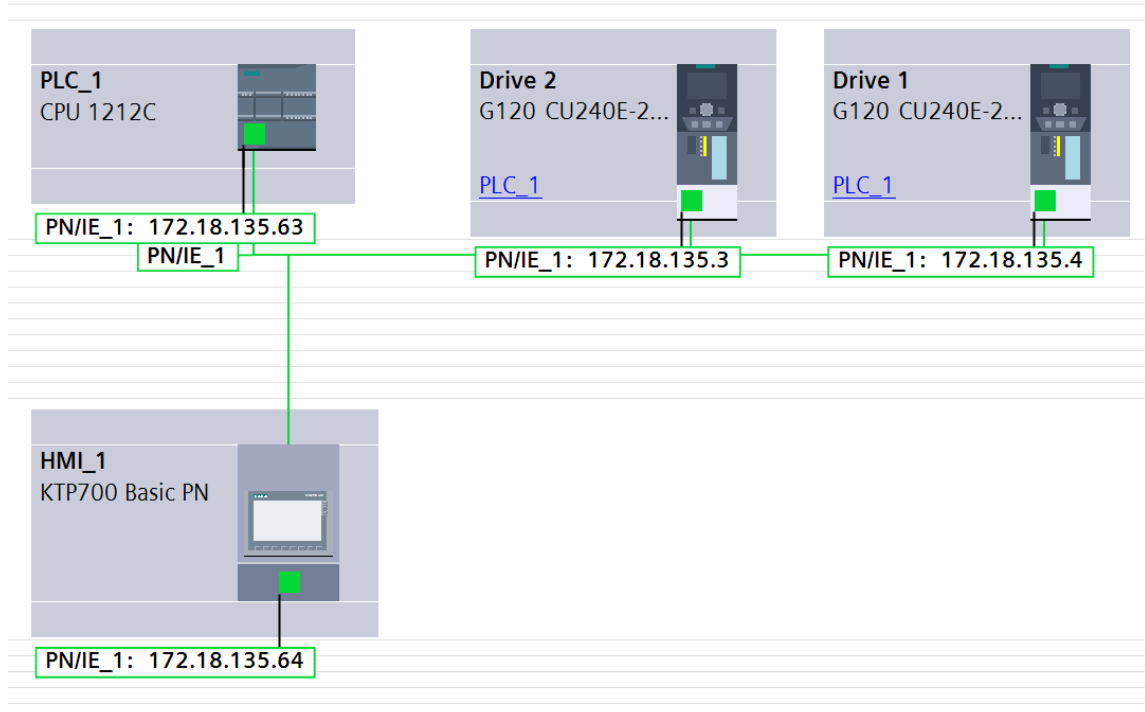 PLC_1
CPU 1212C
Drive 2
G120 CU240E-2...
PLC_1
Drive 1
G120 CU240E-2...
PLC_1
PN/IE_1: 172.18.135.63
PN/IE_1
PN/IE_1: 172.18.135.3
PN/IE_1: 172.18.135.4
HMI_1
KTP700 Basic PN
PN/IE_1: 172.18.135.64